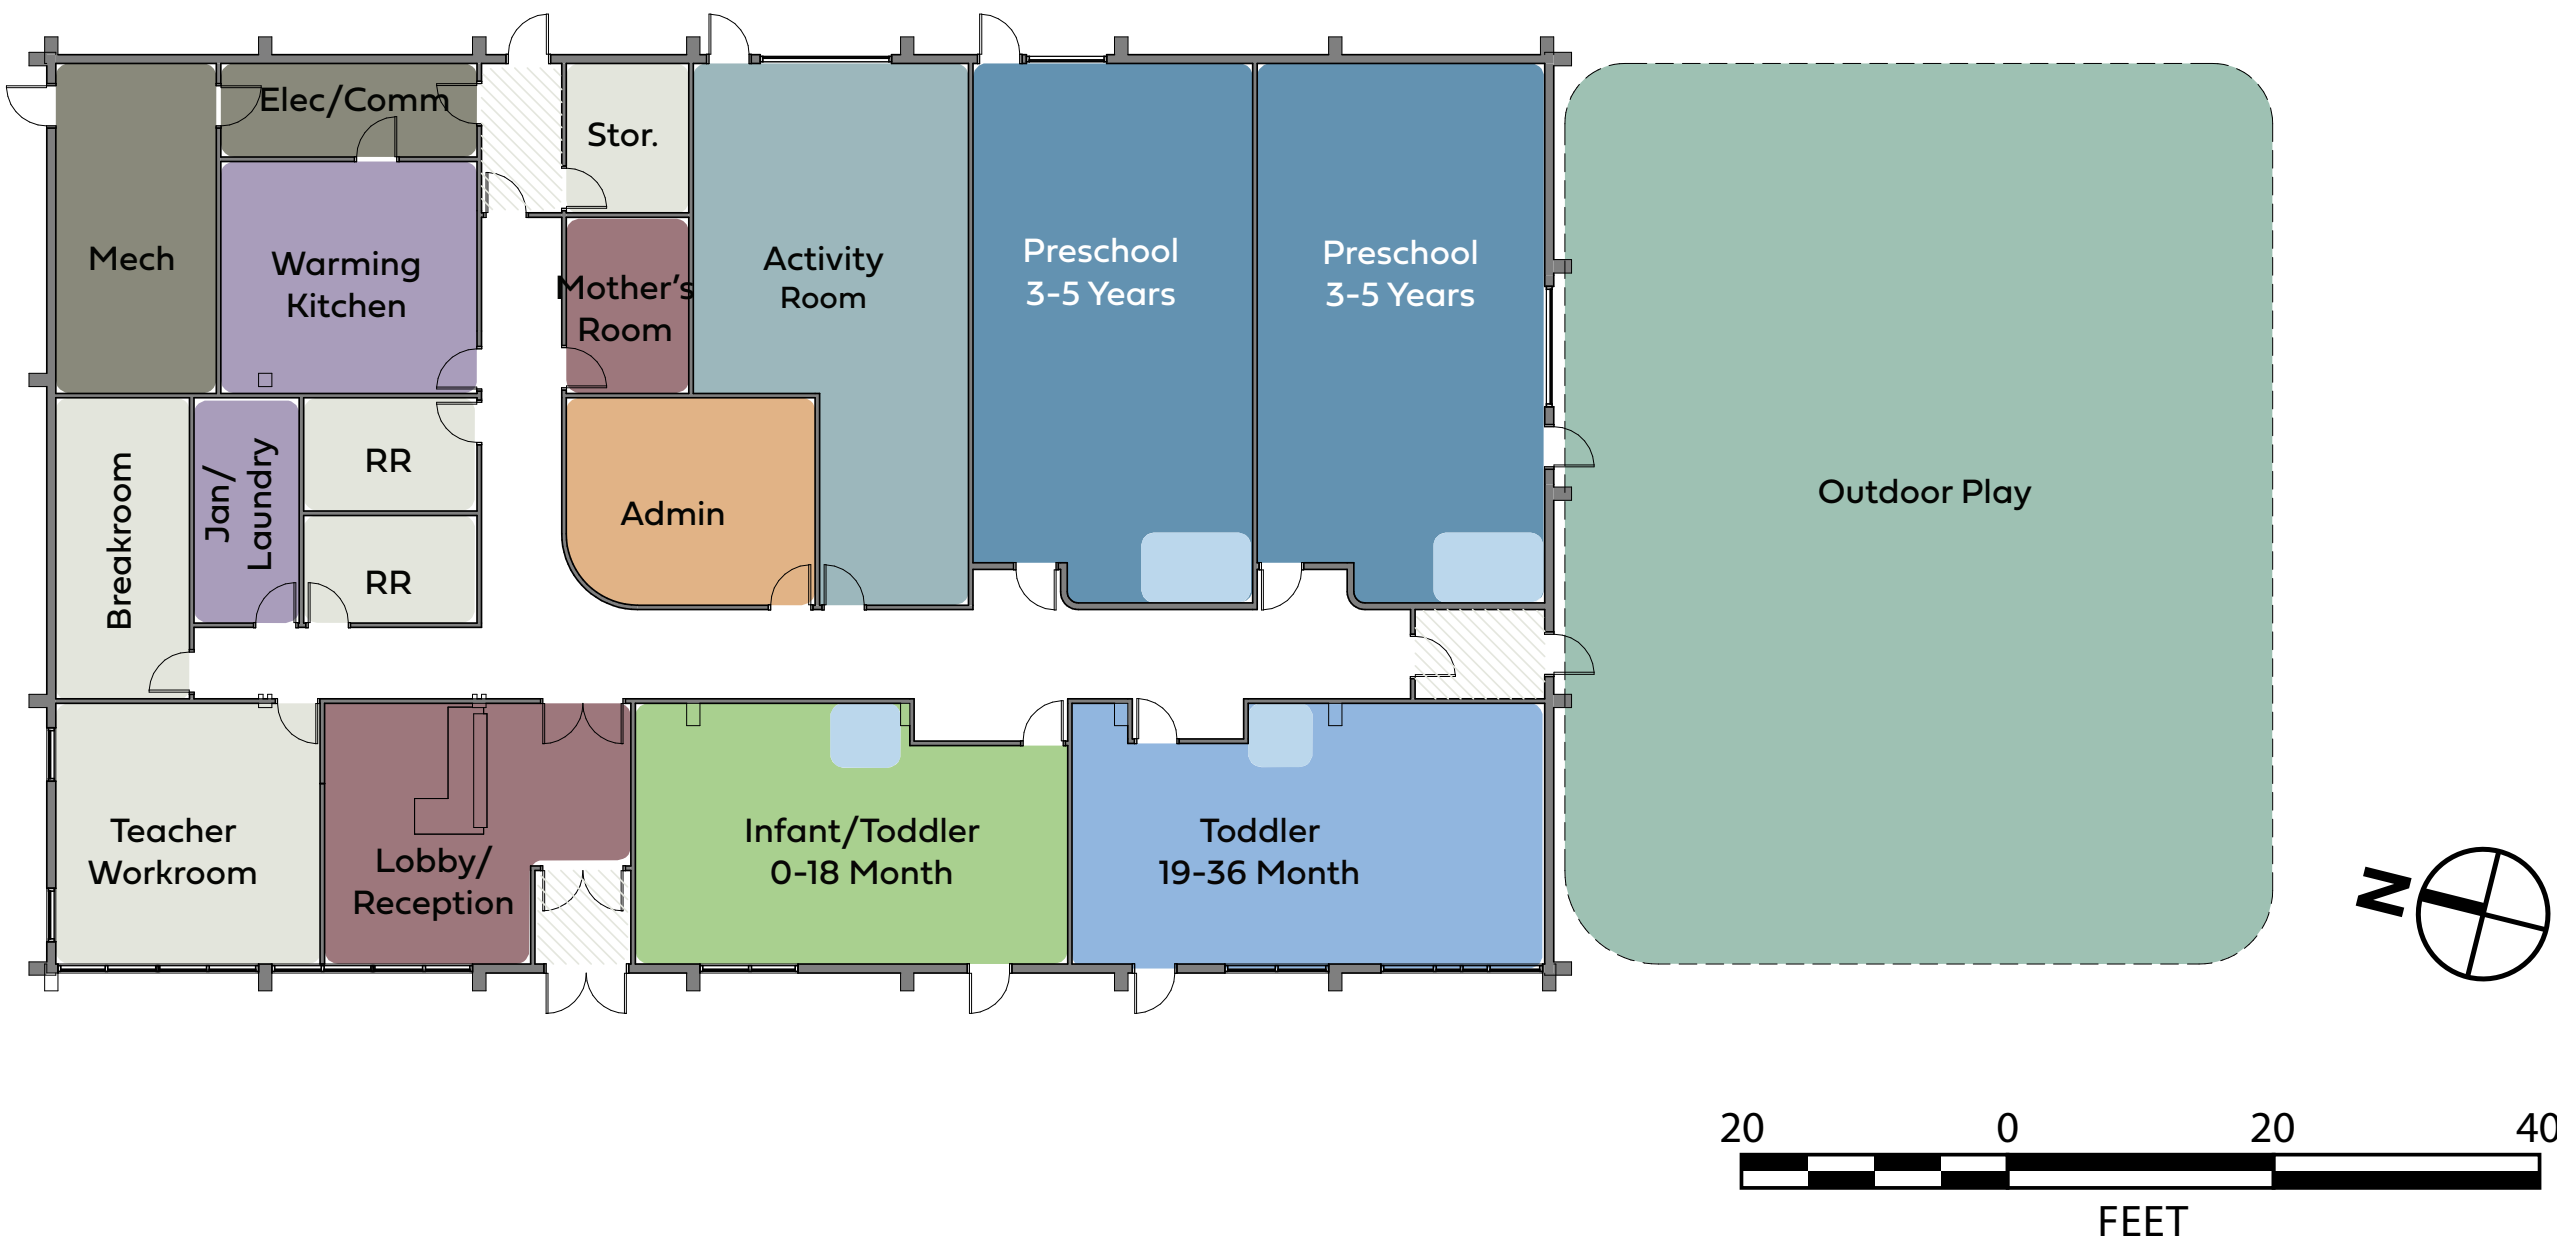 Elec/Comm
Stor.
Mech
Warming
Kitchen
Mother's
Room
Activity
Room
Preschool
3-5 Years
Preschool
3-5 Years
Breakroom
Jan/
Laundry
RR
RR
Admin
Outdoor Play
Teacher
Workroom
Lobby/
Reception
Infant/Toddler
0-18 Month
Toddler
19-36 Month
N
20 0 20 40
FEET